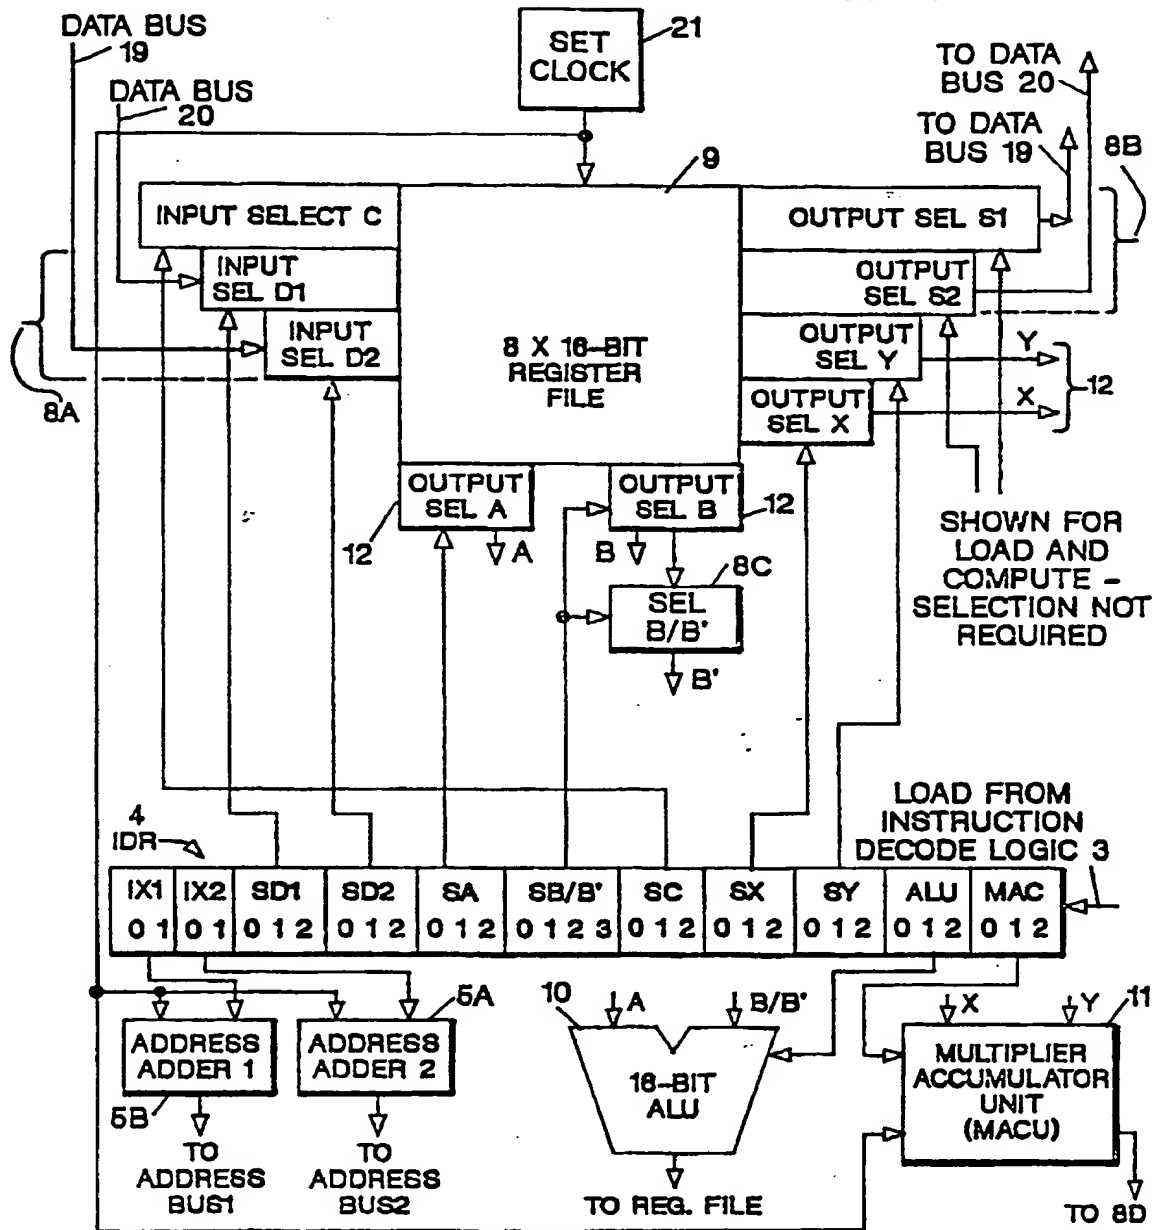 DATA BUS
19
DATA BUS
20
SET
CLOCK
21
TO DATA
BUS 20
TO DATA
BUS 19
8B
9
INPUT SELECT C
INPUT
SEL D1
INPUT
SEL D2
8A
8 X 16-BIT
REGISTER
FILE
OUTPUT SEL S1
OUTPUT
SEL S2
OUTPUT
SEL Y
Y
OUTPUT
SEL X
X
12
OUTPUT
SEL A
12
A
OUTPUT
SEL B
12
B
8C
SEL
B/B'
B'
SHOWN FOR
LOAD AND
COMPUTE -
SELECTION NOT
REQUIRED
4
IDR
LOAD FROM
INSTRUCTION
DECODE LOGIC 3
IX1 IX2 SD1 SD2 SA SB/B' SC SX SY ALU MAC
0 1 0 1 0 1 2 0 1 2 0 1 2 0 1 2 3 0 1 2 0 1 2 0 1 2 0 1 2 0 1 2
5A
ADDRESS
ADDER 1
ADDRESS
ADDER 2
5B
TO
ADDRESS
BUS1
TO
ADDRESS
BUS2
10
A
B/B'
16-BIT
ALU
TO REG. FILE
X
Y
11
MULTIPLIER
ACCUMULATOR
UNIT
(MACU)
TO 8D